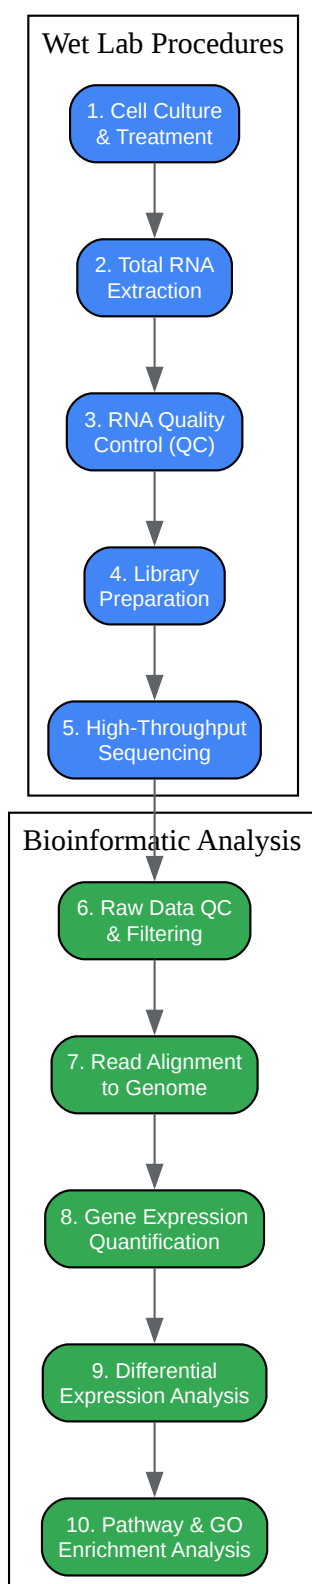 Wet Lab Procedures
1. Cell Culture
& Treatment
2. Total RNA
Extraction
3. RNA Quality
Control (QC)
4. Library
Preparation
5. High-Throughput
Sequencing
Bioinformatic Analysis
6. Raw Data QC
& Filtering
7. Read Alignment
to Genome
8. Gene Expression
Quantification
9. Differential
Expression Analysis
10. Pathway & GO
Enrichment Analysis